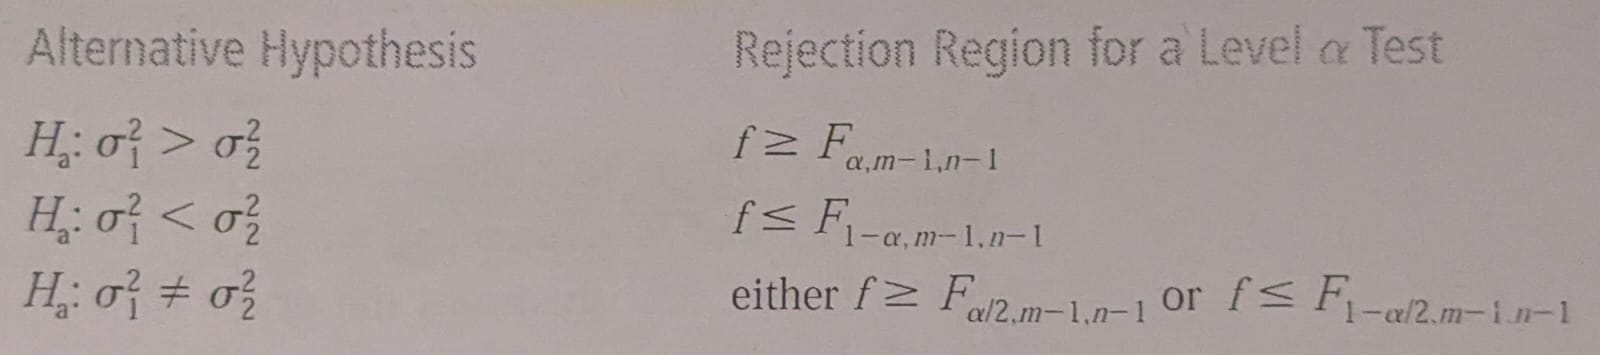 Alternative Hypothesis Rejection Region for a Level α Test
Hₐ: σ₁² > σ₂² f ≥ F_{α,m−1,n−1}
Hₐ: σ₁² < σ₂² f ≤ F_{1−α,m−1,n−1}
Hₐ: σ₁² ≠ σ₂² either f ≥ F_{α/2,m−1,n−1} or f ≤ F_{1−α/2,m−1,n−1}